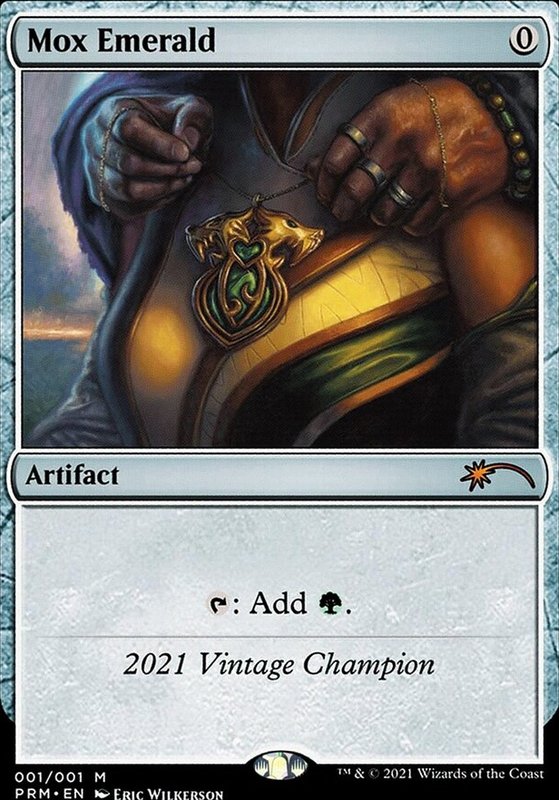 Mox Emerald 0
Artifact
: Add .
2021 Vintage Champion
001/001 M
PRM•EN Eric Wilkerson
™ & © 2021 Wizards of the Coast